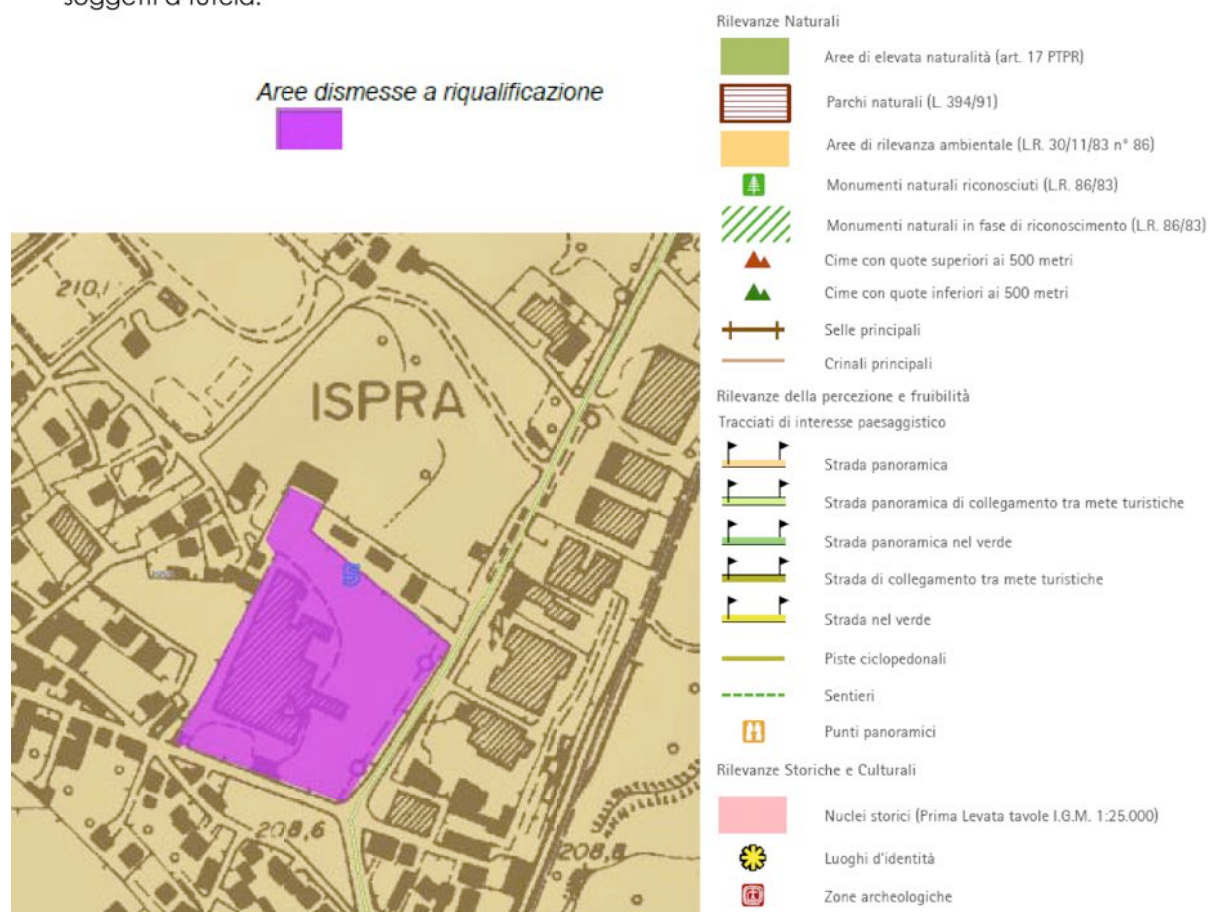 soggetti a tutela.
Aree dismesse a riqualificazione
210,1
ISPRA
S
208,6
208,8
Rilevanze Naturali
Aree di elevata naturalità (art. 17 PTPR)
Parchi naturali (L. 394/91)
Aree di rilevanza ambientale (L.R. 30/11/83 n° 86)
Monumenti naturali riconosciuti (L.R. 86/83)
Monumenti naturali in fase di riconoscimento (L.R. 86/83)
Cime con quote superiori ai 500 metri
Cime con quote inferiori ai 500 metri
Selle principali
Crinali principali
Rilevanze della percezione e fruibilità
Tracciati di interesse paesaggistico
Strada panoramica
Strada panoramica di collegamento tra mete turistiche
Strada panoramica nel verde
Strada di collegamento tra mete turistiche
Strada nel verde
Piste ciclopedonali
Sentieri
Punti panoramici
Rilevanze Storiche e Culturali
Nuclei storici (Prima Levata tavole I.G.M. 1:25.000)
Luoghi d'identità
Zone archeologiche